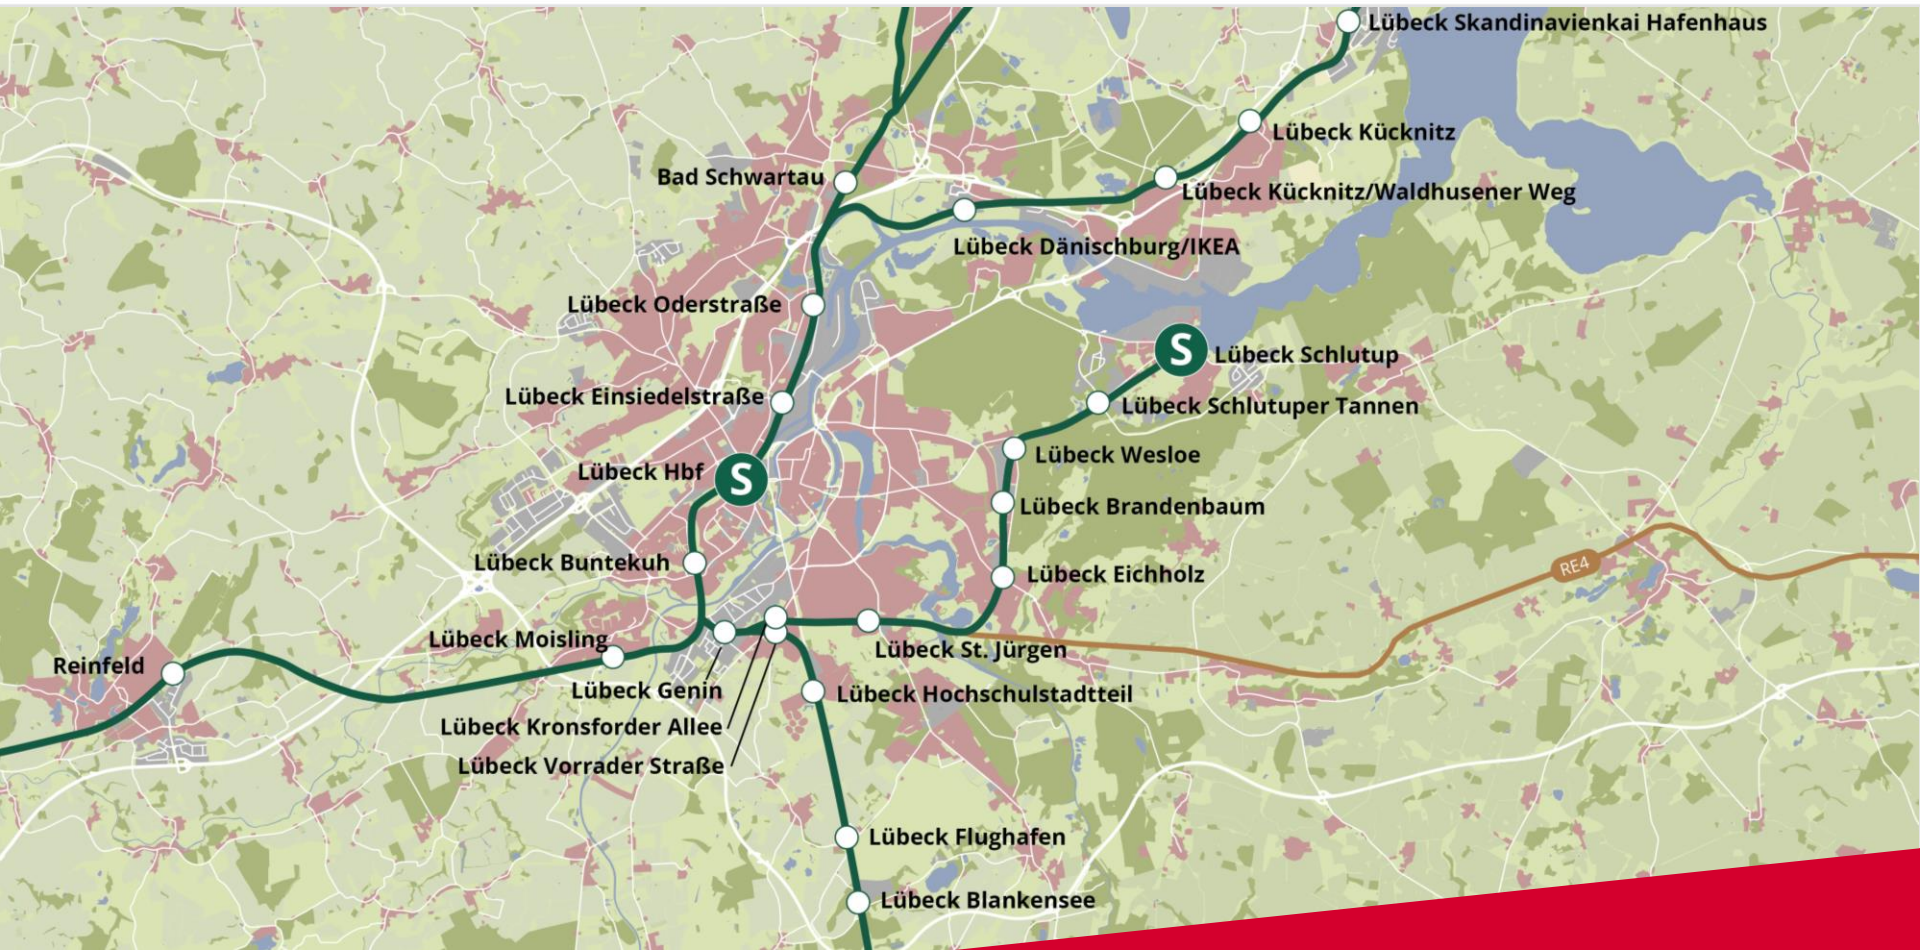 Lübeck Skandinavienkai Hafenhaus
Lübeck Kücknitz
Bad Schwartau
Lübeck Kücknitz/Waldhusener Weg
Lübeck Dänischburg/IKEA
Lübeck Oderstraße
S
Lübeck Schlutup
Lübeck Einsiedelstraße
Lübeck Schlutuper Tannen
Lübeck Wesloe
Lübeck Hbf
S
Lübeck Brandenbaum
Lübeck Buntekuh
RE4
Lübeck Eichholz
Lübeck Moisling
Lübeck St. Jürgen
Reinfeld
Lübeck Genin
Lübeck Hochschulstadtteil
Lübeck Kronsforder Allee
Lübeck Vorrader Straße
Lübeck Flughafen
Lübeck Blankensee